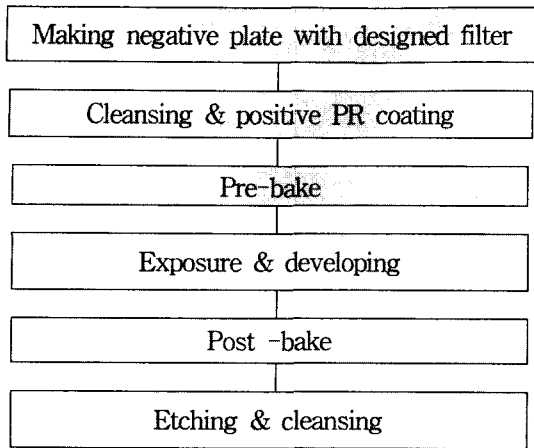 Making negative plate with designed filter
Cleansing & positive PR coating
Pre-bake
Exposure & developing
Post -bake
Etching & cleansing